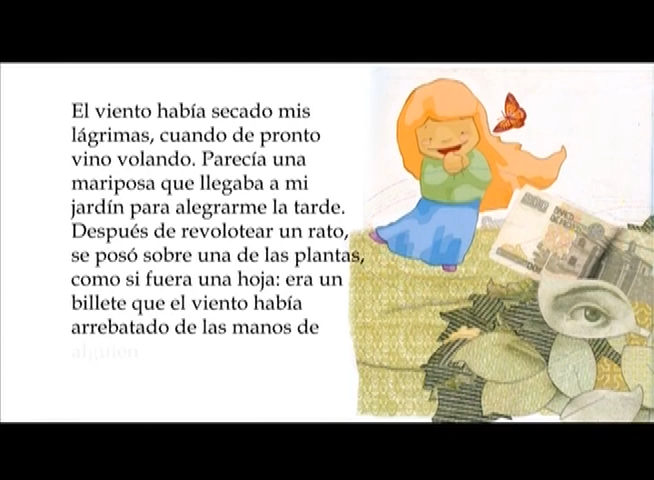 El viento había secado mis
lágrimas, cuando de pronto
vino volando. Parecía una
mariposa que llegaba a mi
jardín para alegrarme la tarde.
Después de revolotear un rato,
se posó sobre una de las plantas,
como si fuera una hoja: era un
billete que el viento había
arrebatado de las manos de
alguien